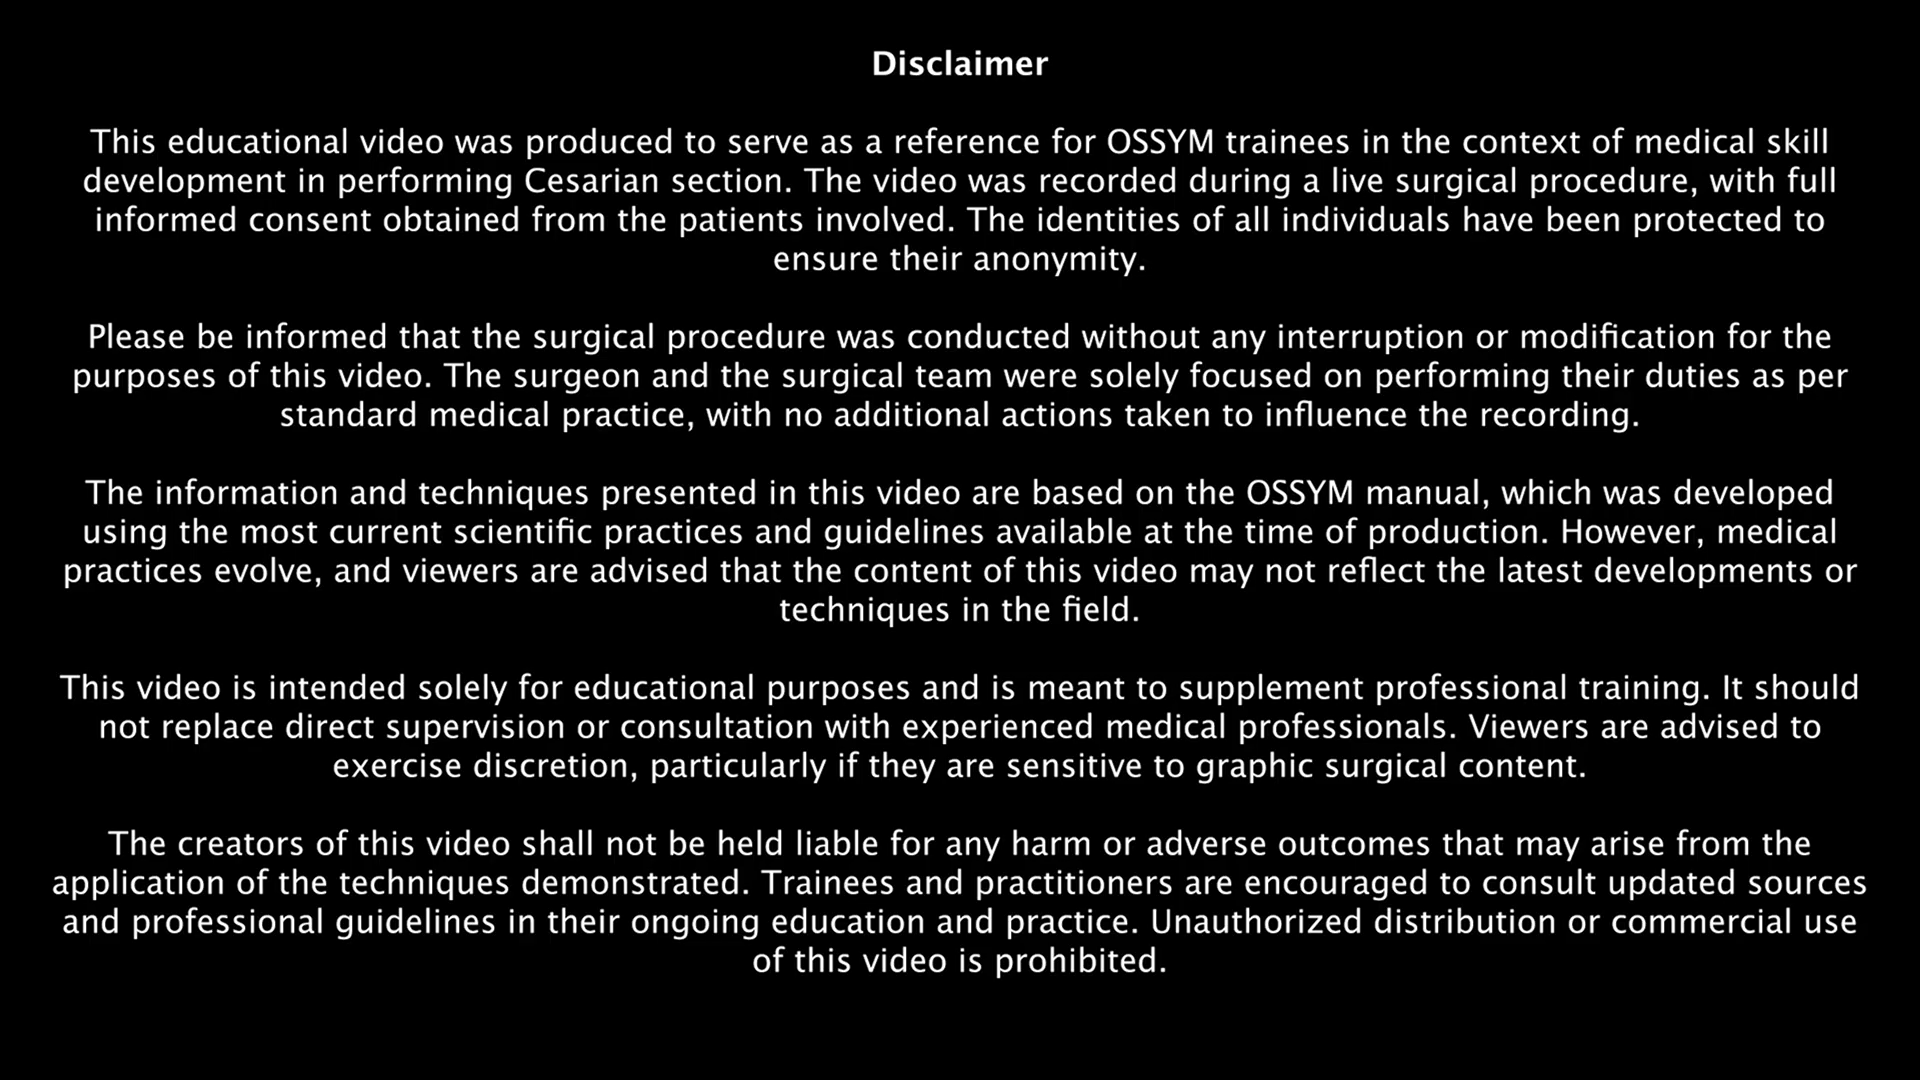 Disclaimer
This educational video was produced to serve as a reference for OSSYM trainees in the context of medical skill
development in performing Cesarian section. The video was recorded during a live surgical procedure, with full
informed consent obtained from the patients involved. The identities of all individuals have been protected to
ensure their anonymity.
Please be informed that the surgical procedure was conducted without any interruption or modification for the
purposes of this video. The surgeon and the surgical team were solely focused on performing their duties as per
standard medical practice, with no additional actions taken to influence the recording.
The information and techniques presented in this video are based on the OSSYM manual, which was developed
using the most current scientific practices and guidelines available at the time of production. However, medical
practices evolve, and viewers are advised that the content of this video may not reflect the latest developments or
techniques in the field.
This video is intended solely for educational purposes and is meant to supplement professional training. It should
not replace direct supervision or consultation with experienced medical professionals. Viewers are advised to
exercise discretion, particularly if they are sensitive to graphic surgical content.
The creators of this video shall not be held liable for any harm or adverse outcomes that may arise from the
application of the techniques demonstrated. Trainees and practitioners are encouraged to consult updated sources
and professional guidelines in their ongoing education and practice. Unauthorized distribution or commercial use
of this video is prohibited.